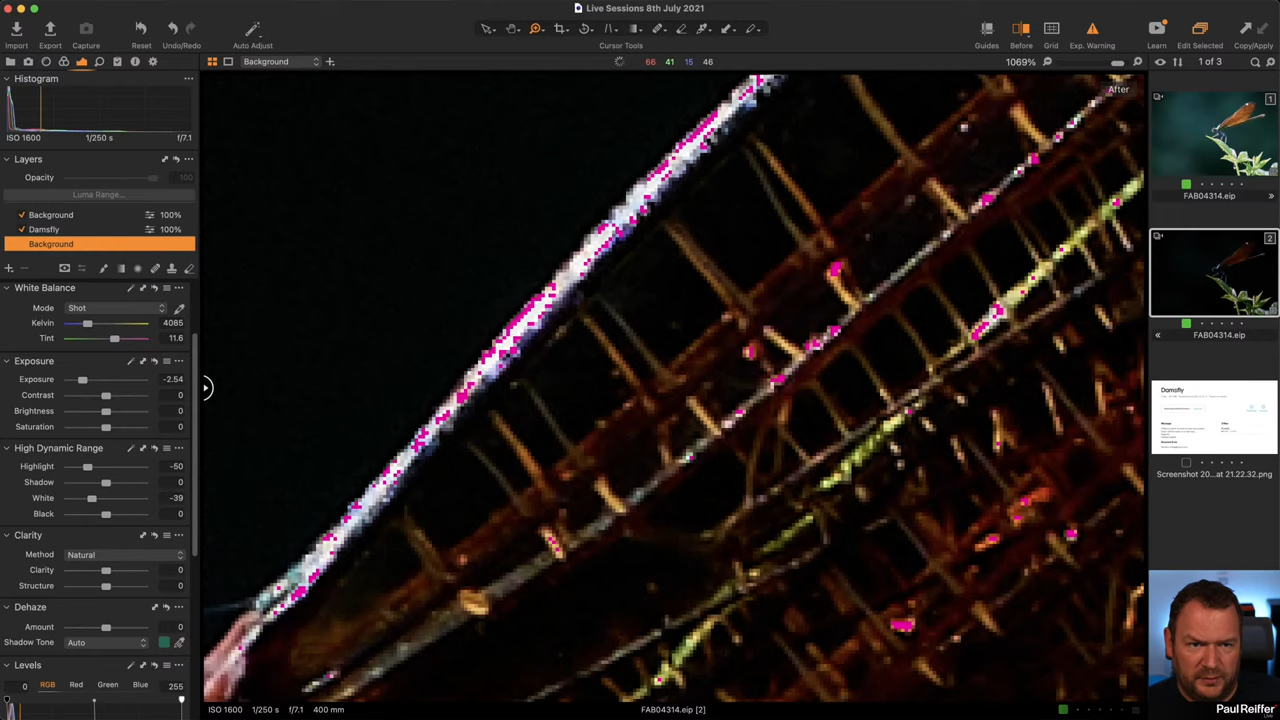 Live Sessions 8th July 2021
Import Export Capture Reset Undo/Redo Auto Adjust Cursor Tools Guides Before Grid Exp. Warning Learn Edit Selected Copy/Apply
Background 66 41 15 46 1069% 1 of 3
Histogram
ISO 1600 1/250 s f/7.1
Layers
Opacity 100
Luma Range...
Background 100%
Damsfly 100%
Background
White Balance
Mode Shot
Kelvin 4085
Tint 11.6
Exposure
Exposure -2.54
Contrast 0
Brightness 0
Saturation 0
High Dynamic Range
Highlight -50
Shadow 0
White -39
Black 0
Clarity
Method Natural
Clarity 0
Structure 0
Dehaze
Amount 0
Shadow Tone Auto
Levels
0 RGB Red Green Blue 255
After
ISO 1600 1/250 s f/7.1 400 mm FAB04314.eip [2]
1
FAB04314.eip
2
FAB04314.eip
Damsfly
Screenshot 20...at 21.22.32.png
Paul Reiffer
Live